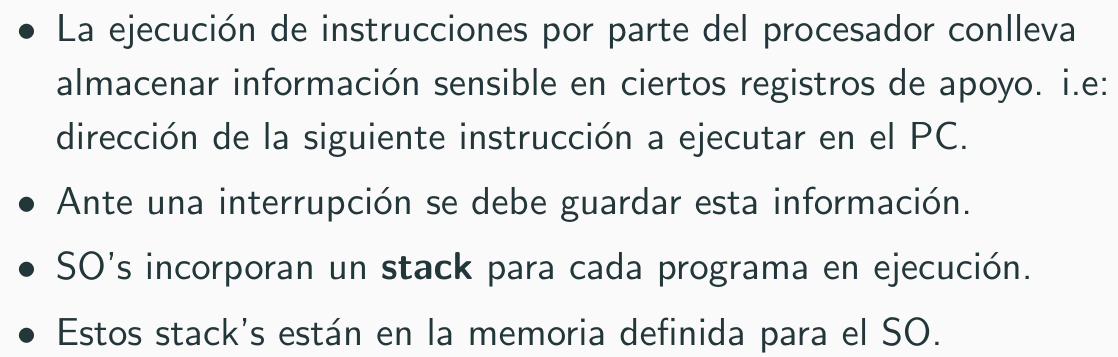 • La ejecución de instrucciones por parte del procesador conlleva
almacenar información sensible en ciertos registros de apoyo. i.e:
dirección de la siguiente instrucción a ejecutar en el PC.
• Ante una interrupción se debe guardar esta información.
• SO's incorporan un stack para cada programa en ejecución.
• Estos stack's están en la memoria definida para el SO.